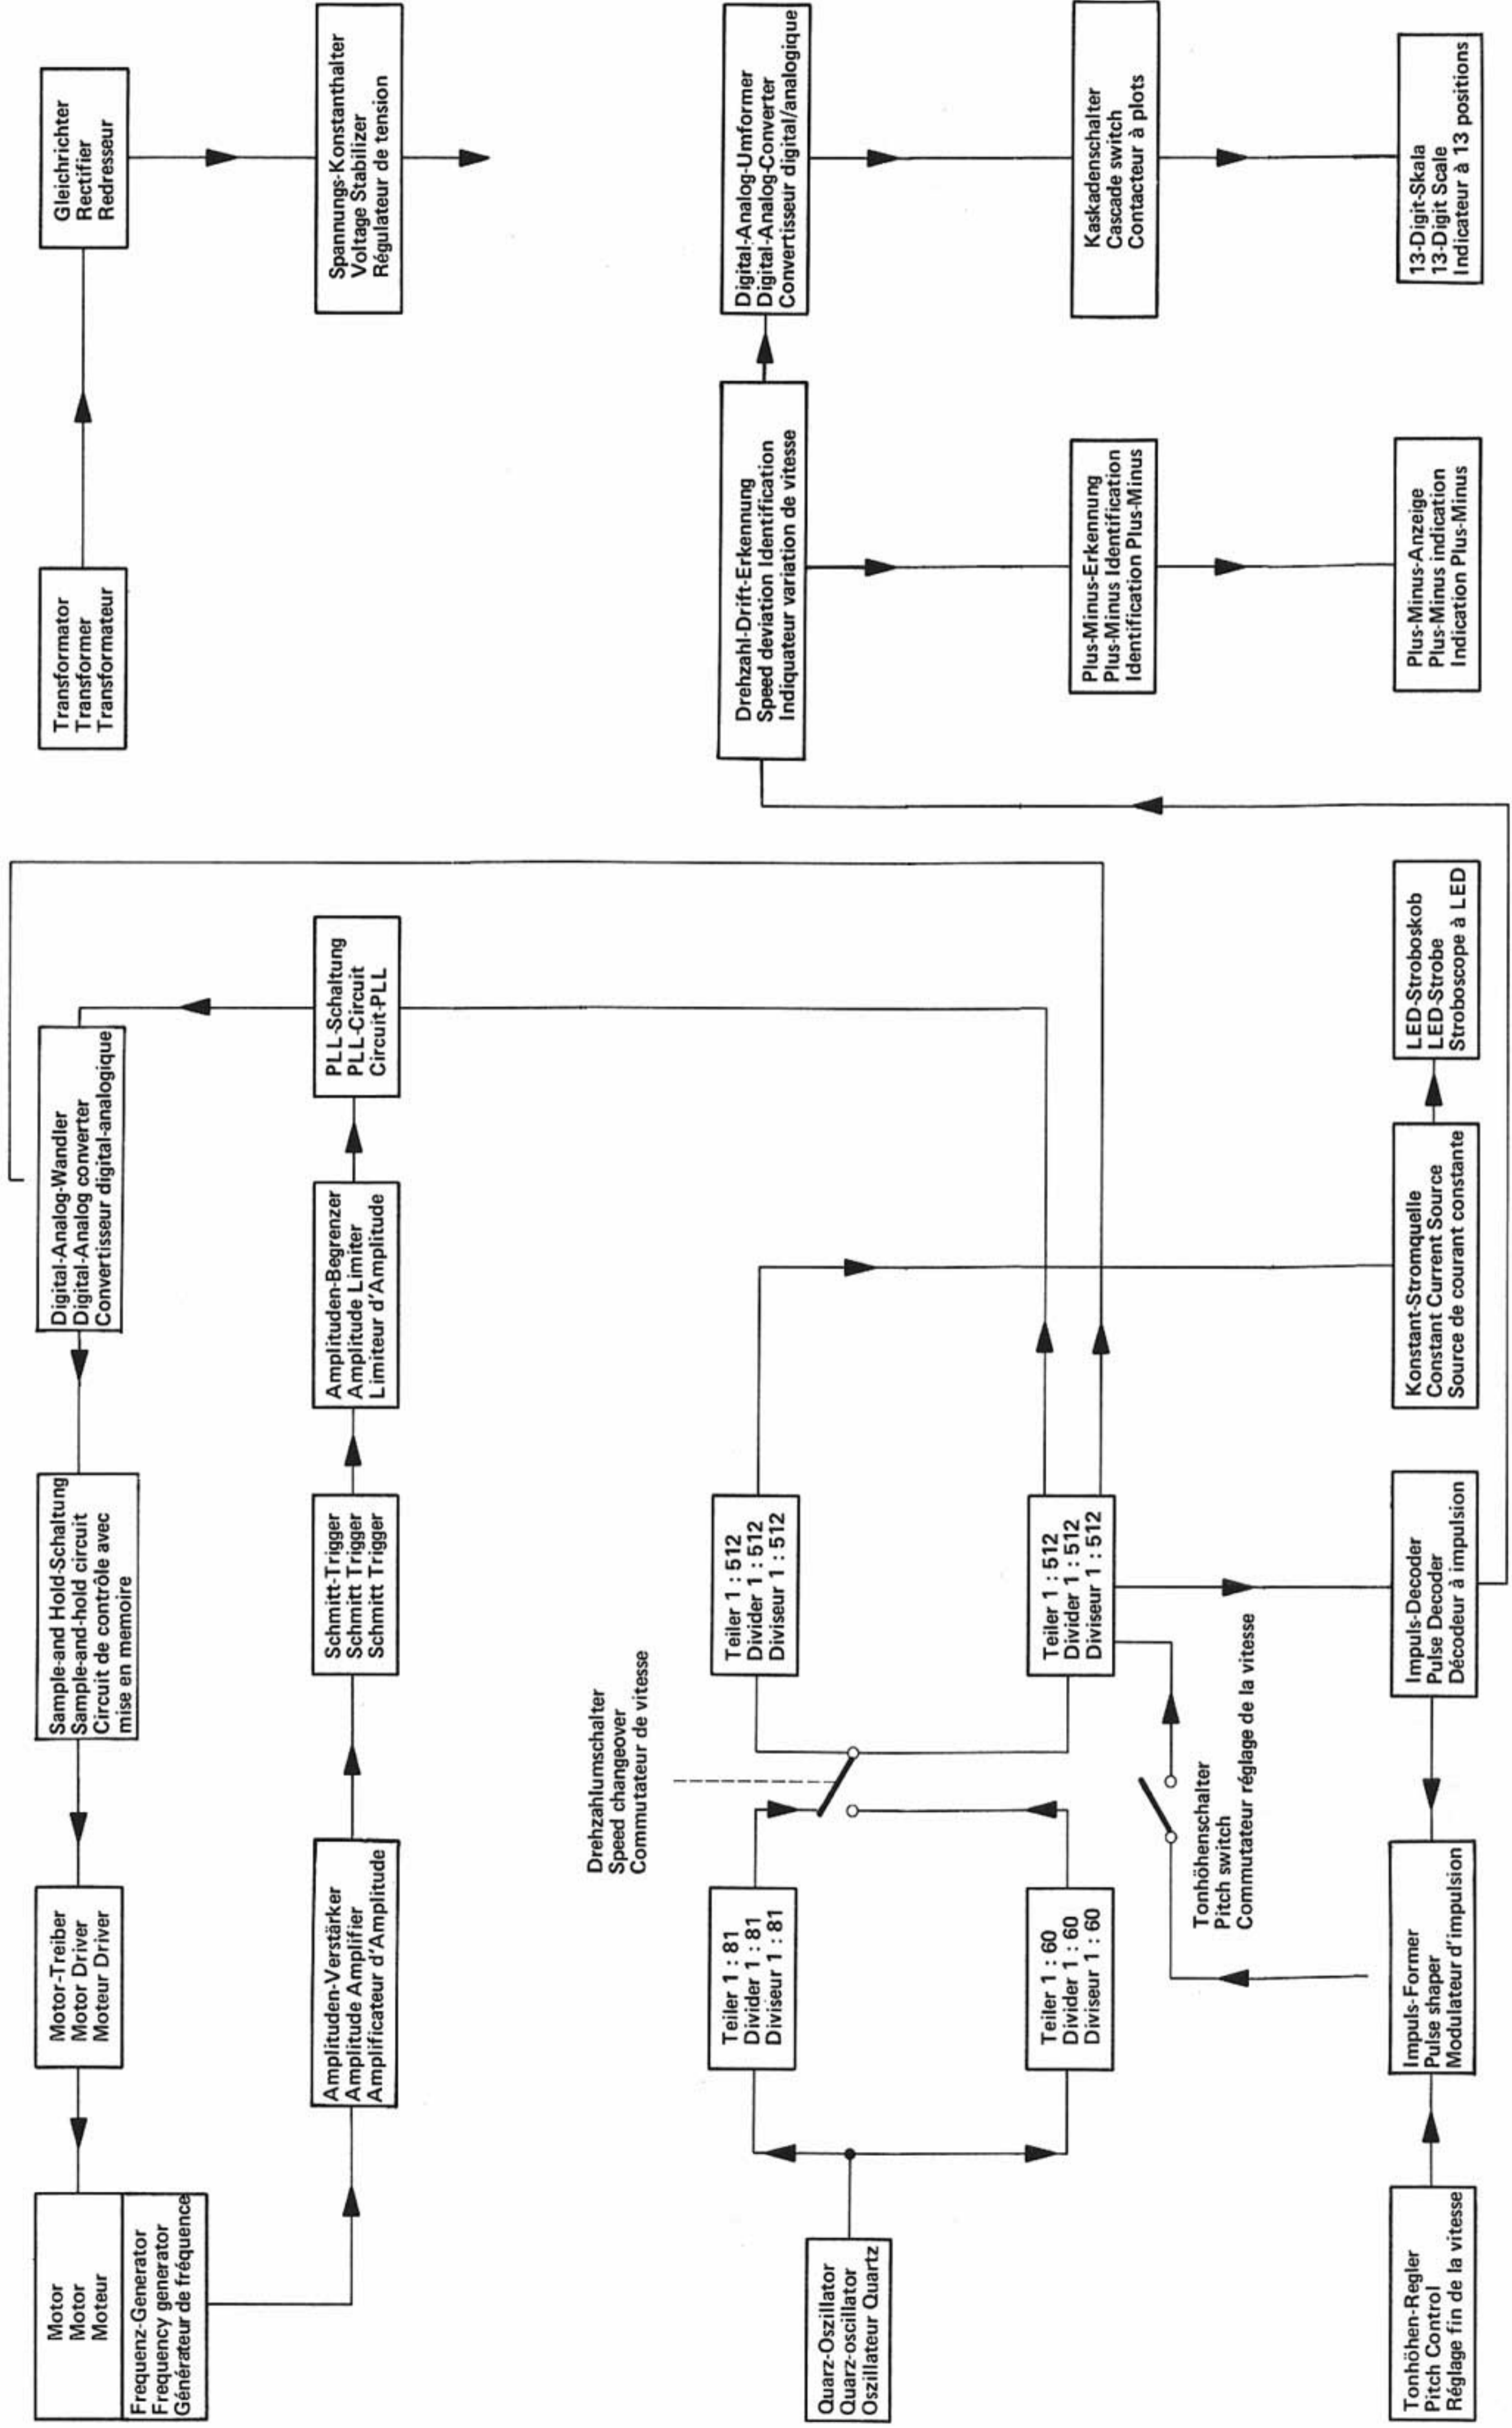 Motor
Motor
Moteur
Frequenz-Generator
Frequency generator
Générateur de fréquence
Motor-Treiber
Motor Driver
Moteur Driver
Sample-and Hold-Schaltung
Sample-and-hold circuit
Circuit de contrôle avec
mise en memoire
Digital-Analog-Wandler
Digital-Analog converter
Convertisseur digital-analogique
Transformator
Transformer
Transformateur
Gleichrichter
Rectifier
Redresseur
Amplituden-Verstärker
Amplitude Amplifier
Amplificateur d'Amplitude
Schmitt-Trigger
Schmitt Trigger
Schmitt Trigger
Amplituden-Begrenzer
Amplitude Limiter
Limiteur d'Amplitude
PLL-Schaltung
PLL-Circuit
Circuit-PLL
Spannungs-Konstanthalter
Voltage Stabilizer
Régulateur de tension
Drehzahlumschalter
Speed changeover
Commutateur de vitesse
Quarz-Oszillator
Quarz-oscillator
Oszillateur Quartz
Teiler 1 : 81
Divider 1 : 81
Diviseur 1 : 81
Teiler 1 : 512
Divider 1 : 512
Diviseur 1 : 512
Drehzahl-Drift-Erkennung
Speed deviation Identification
Indiquateur variation de vitesse
Digital-Analog-Umformer
Digital-Analog-Converter
Convertisseur digital/analogique
Teiler 1 : 60
Divider 1 : 60
Diviseur 1 : 60
Teiler 1 : 512
Divider 1 : 512
Diviseur 1 : 512
Plus-Minus-Erkennung
Plus-Minus Identification
Identification Plus-Minus
Kaskadenschalter
Cascade switch
Contacteur à plots
Tonhöhenschalter
Pitch switch
Commutateur réglage de la vitesse
Tonhöhen-Regler
Pitch Control
Réglage fin de la vitesse
Impuls-Former
Pulse shaper
Modulateur d'impulsion
Impuls-Decoder
Pulse Decoder
Décodeur à impulsion
Konstant-Stromquelle
Constant Current Source
Source de courant constante
LED-Stroboskob
LED-Strobe
Stroboscope à LED
Plus-Minus-Anzeige
Plus-Minus indication
Indication Plus-Minus
13-Digit-Skala
13-Digit Scale
Indicateur à 13 positions